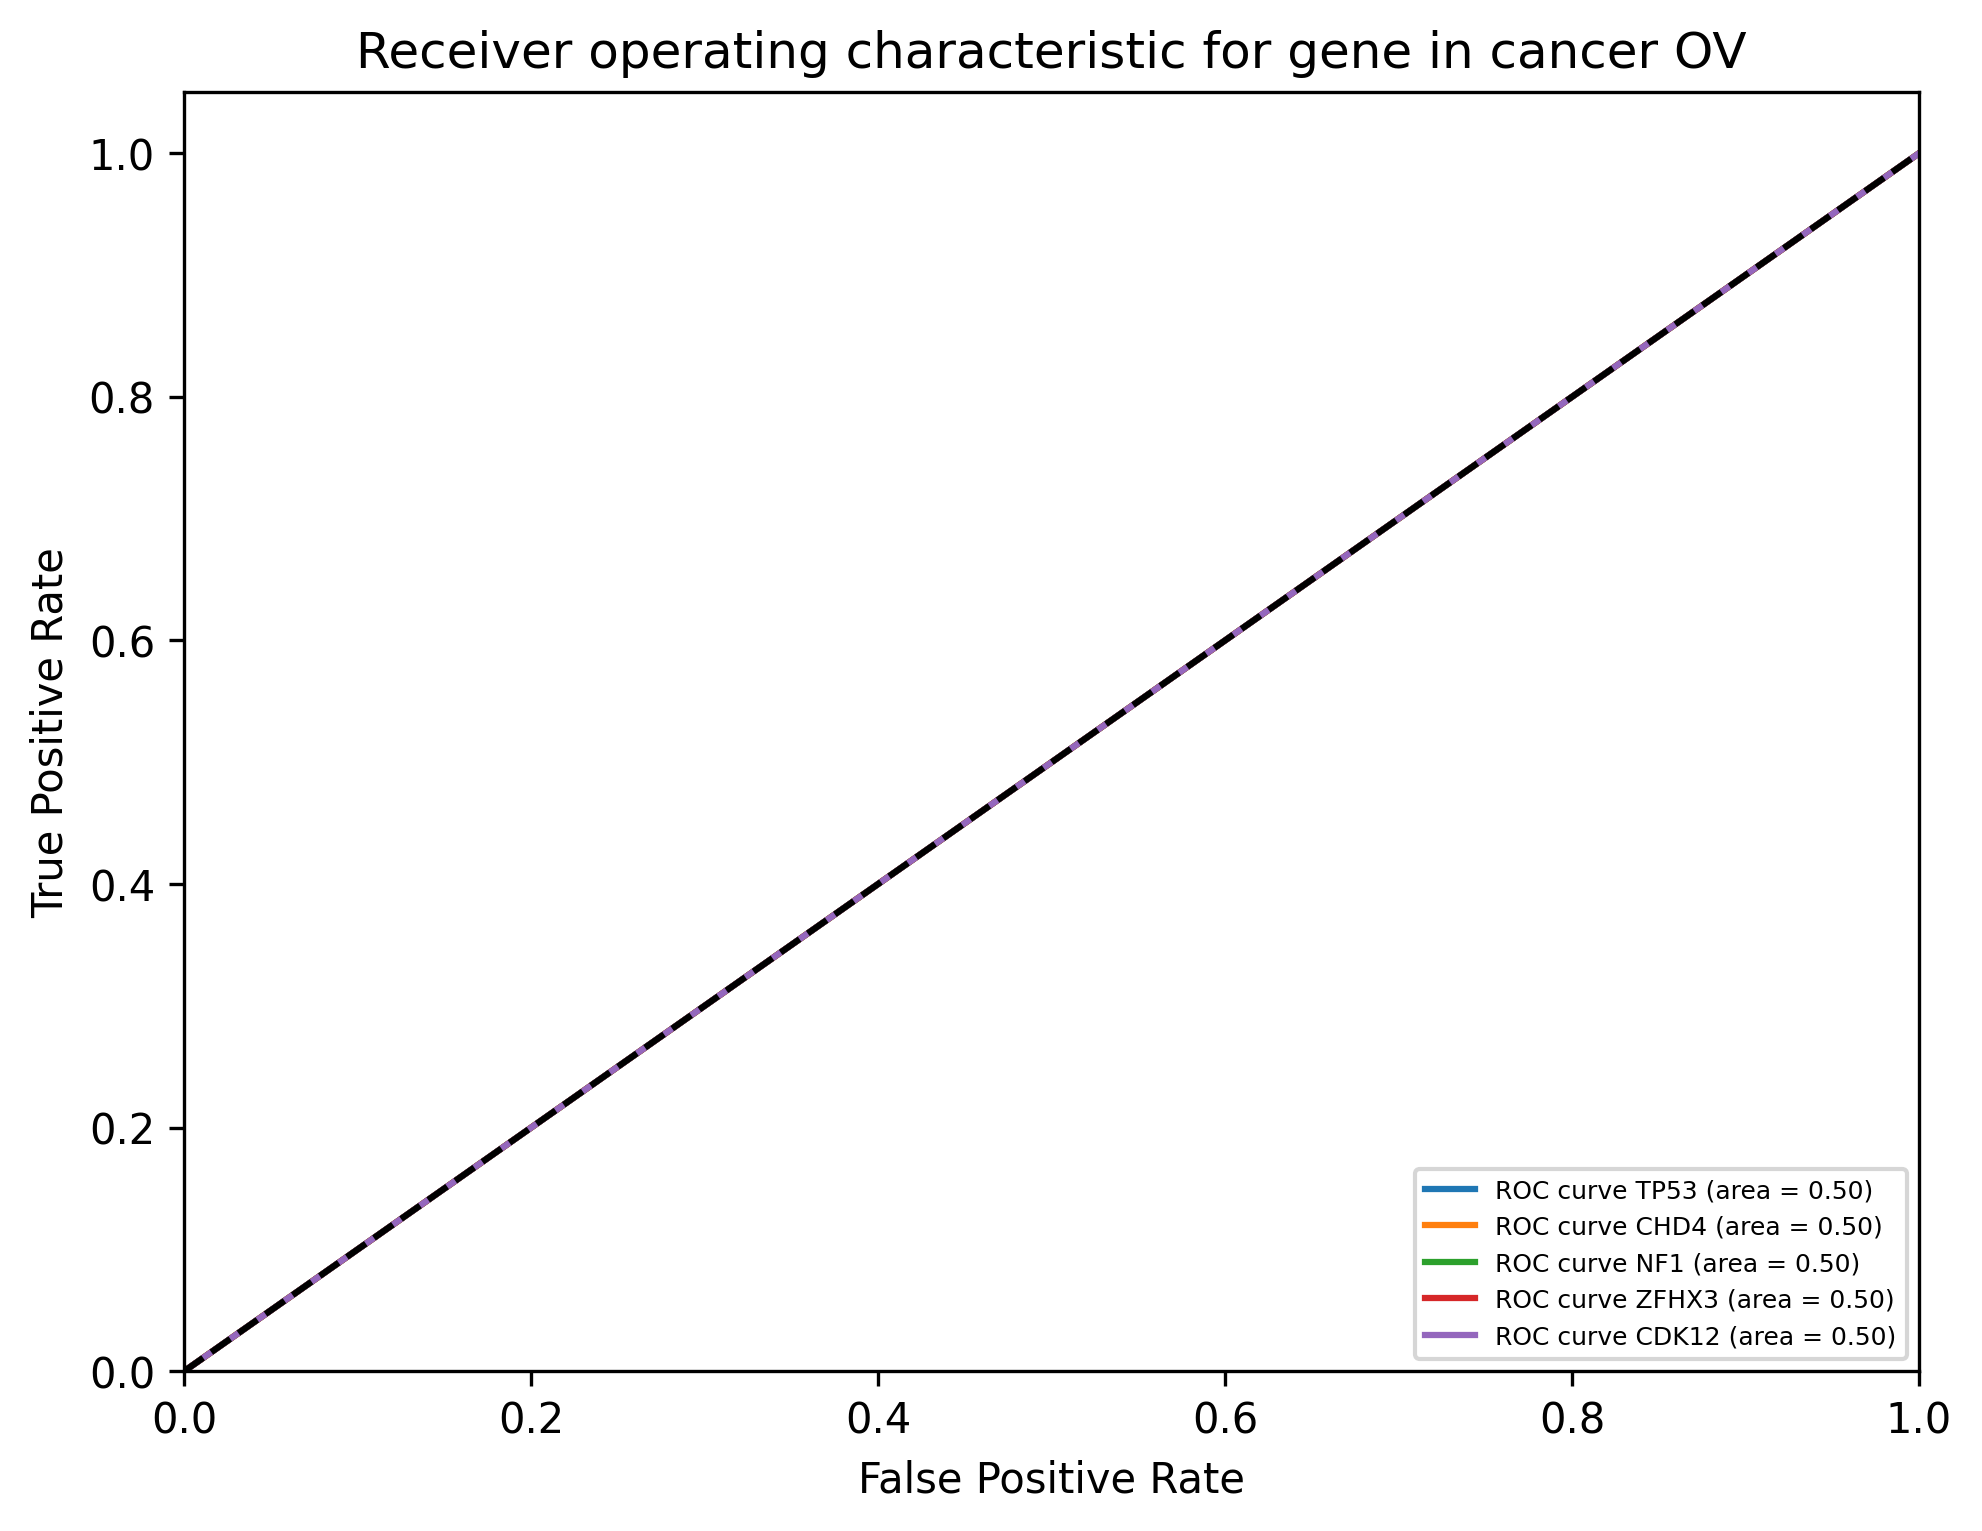 Receiver operating characteristic for gene in cancer OV
True Positive Rate
1.0
0.8
0.6
0.4
0.2
0.0
ROC curve TP53 (area = 0.50)
ROC curve CHD4 (area = 0.50)
ROC curve NF1 (area = 0.50)
ROC curve ZFHX3 (area = 0.50)
ROC curve CDK12 (area = 0.50)
0.0 0.2 0.4 0.6 0.8 1.0
False Positive Rate